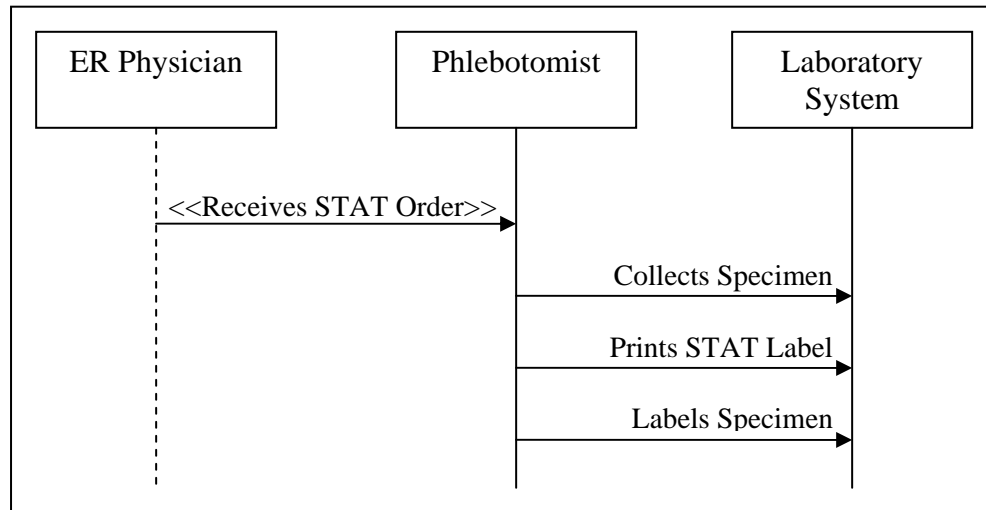 ER Physician
Phlebotomist
Laboratory
System
<<Receives STAT Order>>
Collects Specimen
Prints STAT Label
Labels Specimen